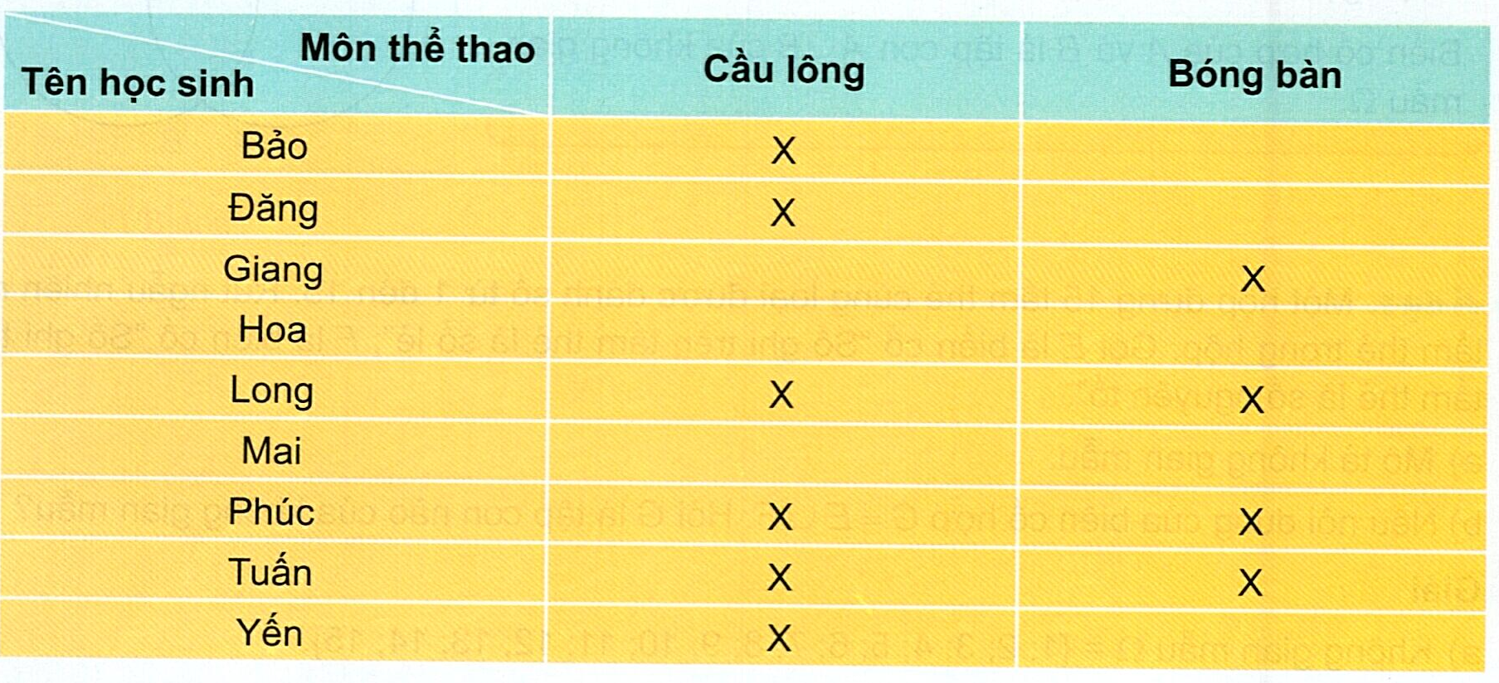 Môn thể thao
Tên học sinh Cầu lông Bóng bàn
Bảo X
Đăng X
Giang X
Hoa
Long X X
Mai
Phúc X X
Tuấn X X
Yến X